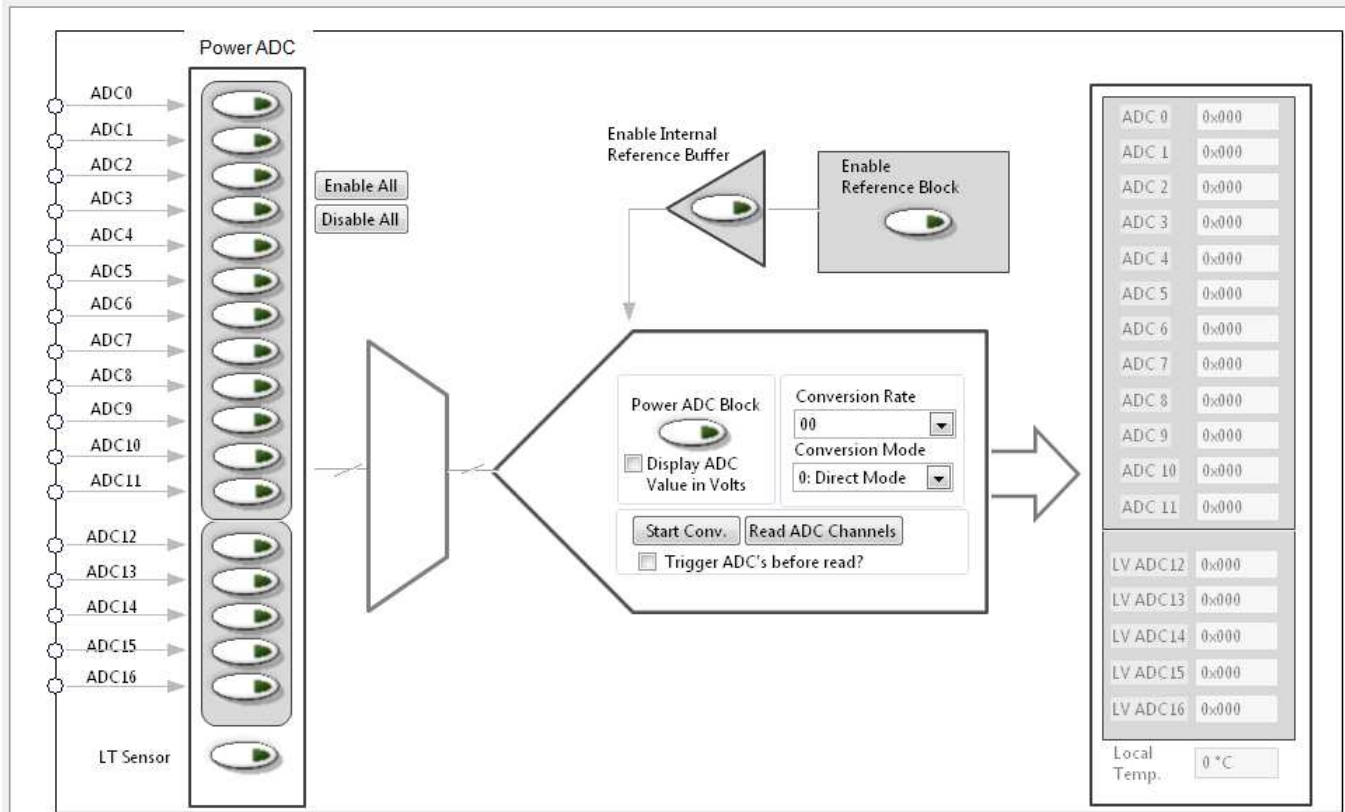 Power ADC
ADC0
ADC1
ADC2
ADC3
ADC4
ADC5
ADC6
ADC7
ADC8
ADC9
ADC10
ADC11
ADC12
ADC13
ADC14
ADC15
ADC16
LT Sensor
Enable All
Disable All
Enable Internal
Reference Buffer
Enable
Reference Block
Power ADC Block
Display ADC
Value in Volts
Conversion Rate
00
Conversion Mode
0: Direct Mode
Start Conv. Read ADC Channels
Trigger ADC's before read?
ADC 0 0x000
ADC 1 0x000
ADC 2 0x000
ADC 3 0x000
ADC 4 0x000
ADC 5 0x000
ADC 6 0x000
ADC 7 0x000
ADC 8 0x000
ADC 9 0x000
ADC 10 0x000
ADC 11 0x000
LV ADC12 0x000
LV ADC13 0x000
LV ADC14 0x000
LV ADC15 0x000
LV ADC16 0x000
Local
Temp. 0 °C